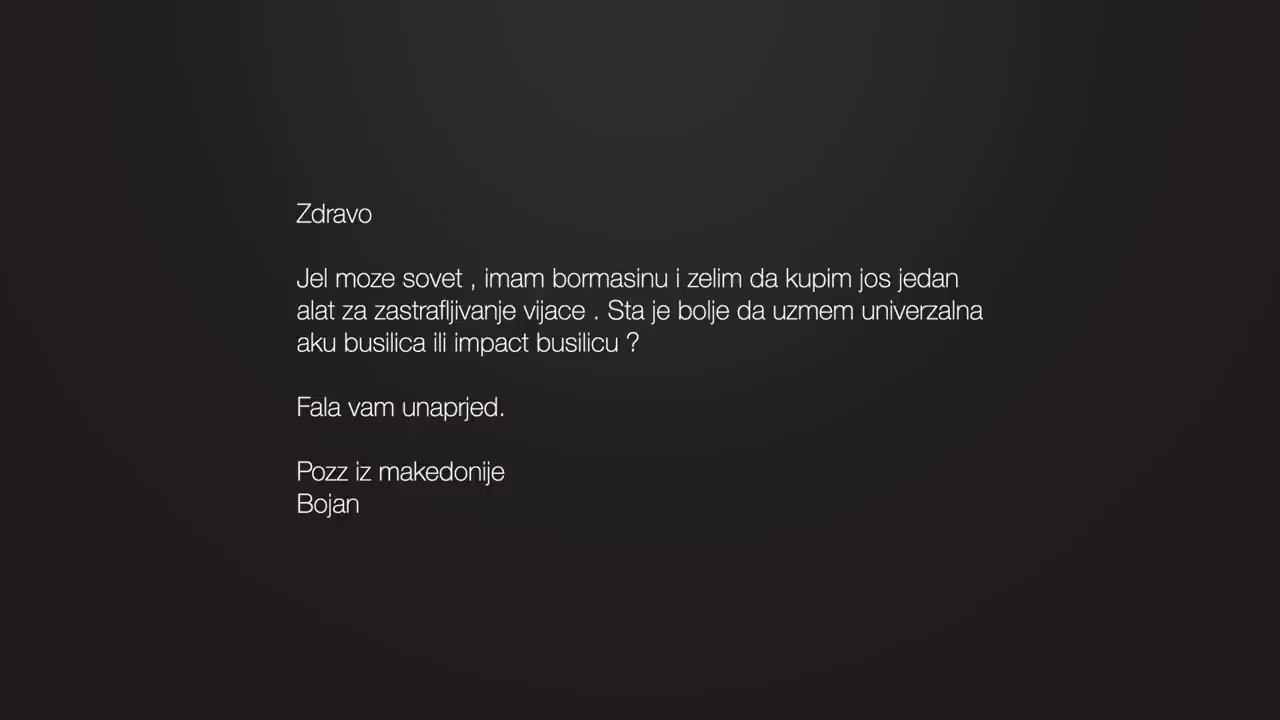 Zdravo
Jel moze sovet , imam bormasinu i zelim da kupim jos jedan
alat za zastrafljivanje vijace . Sta je bolje da uzmem univerzalna
aku busilica ili impact busilicu ?
Fala vam unaprjed.
Pozz iz makedonije
Bojan